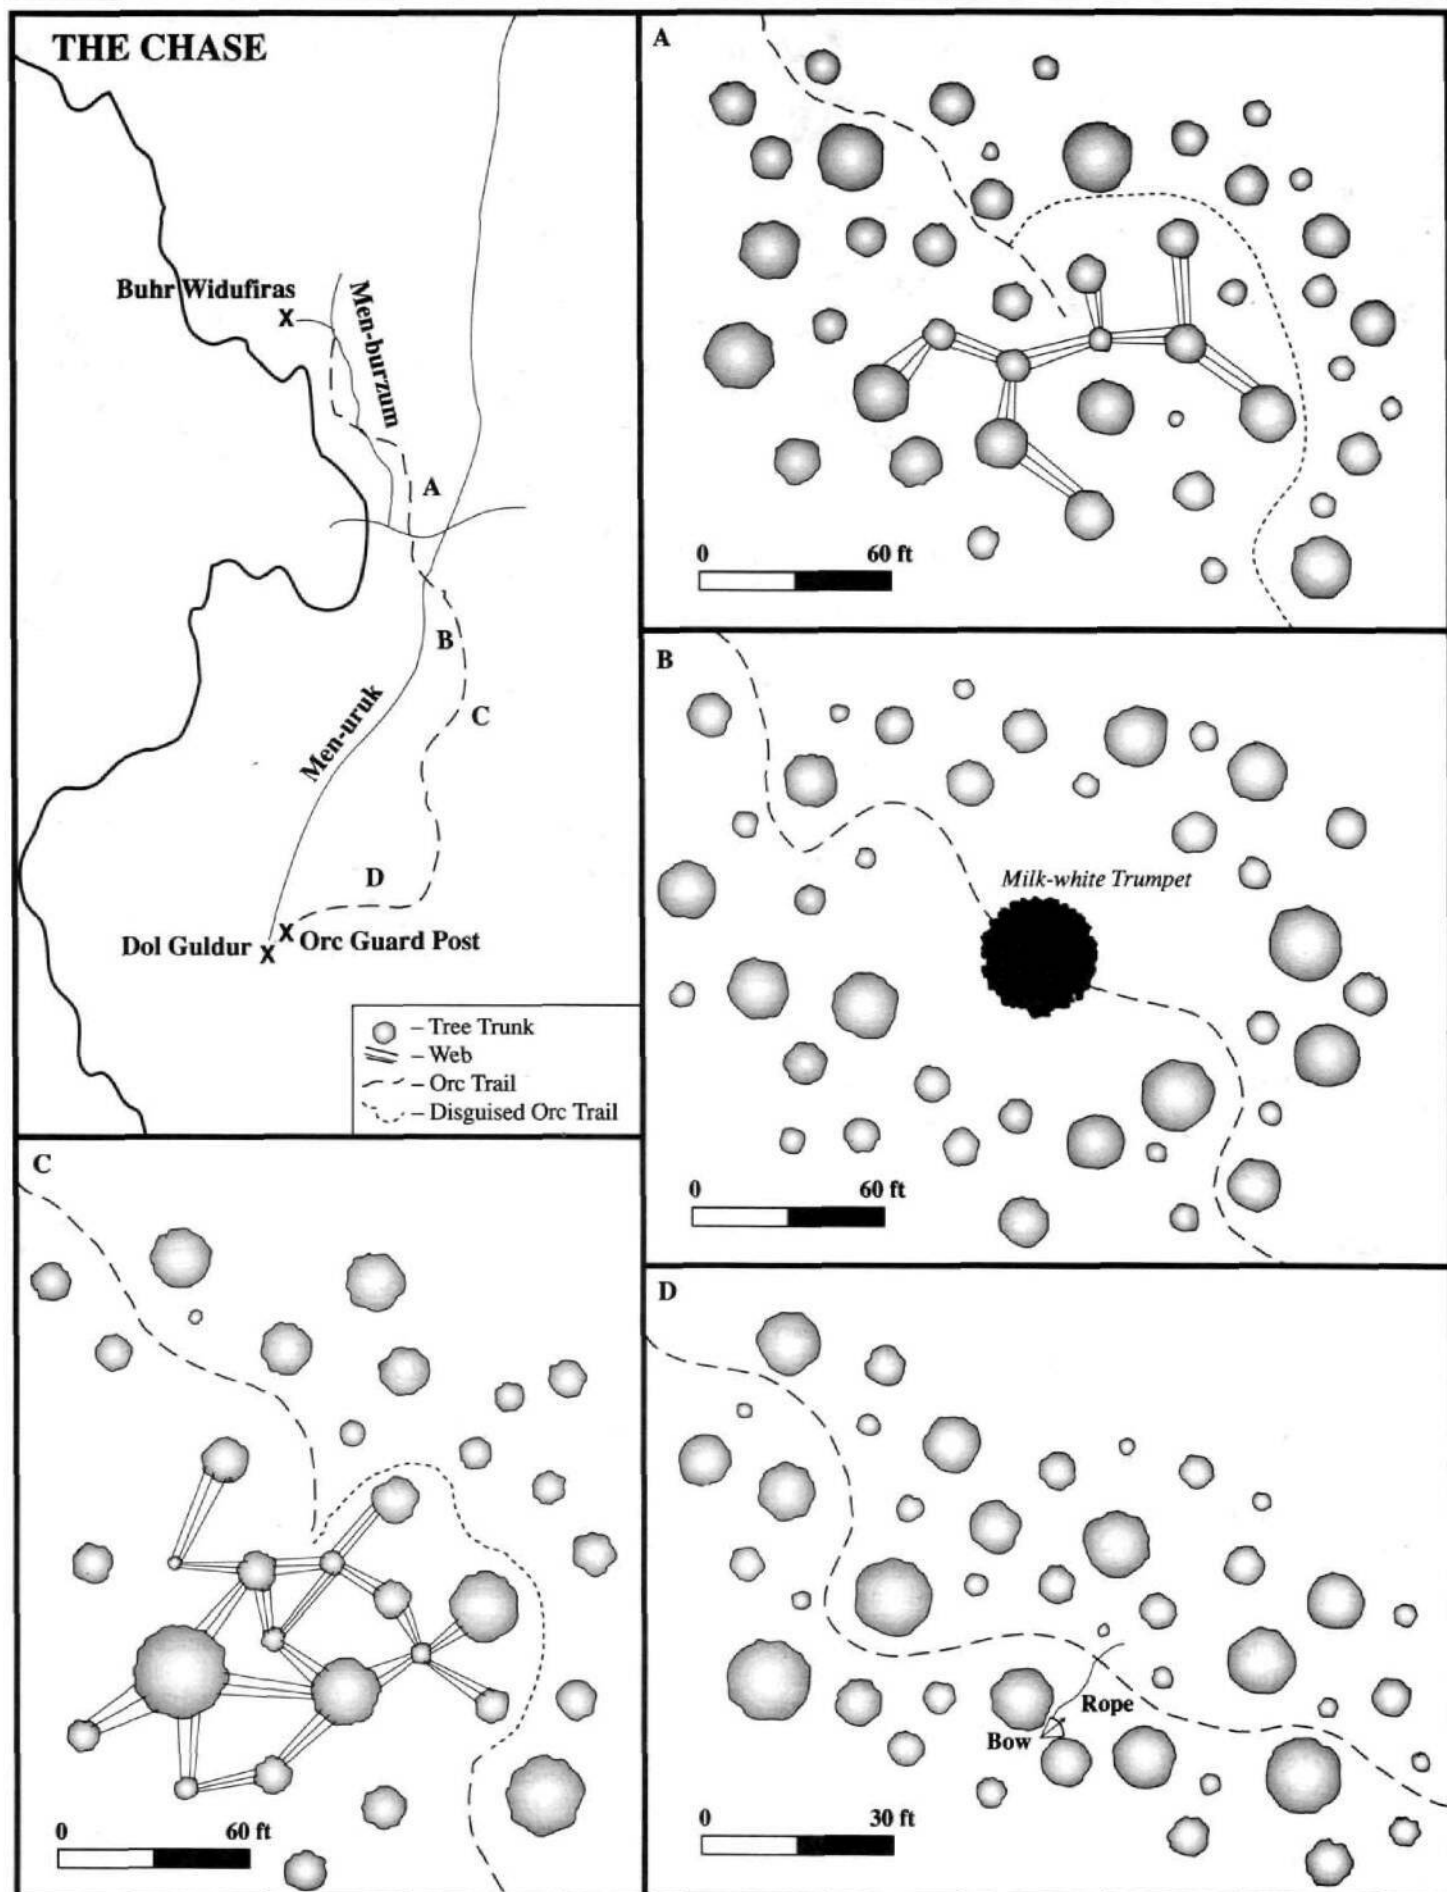 THE CHASE
Buhr Widufiras
Men-burzum
A
B
C
Men-uruk
D
Dol Guldur
Orc Guard Post
– Tree Trunk
– Web
– Orc Trail
– Disguised Orc Trail
A
0 60 ft
B
Milk-white Trumpet
0 60 ft
C
0 60 ft
D
Rope
Bow
0 30 ft